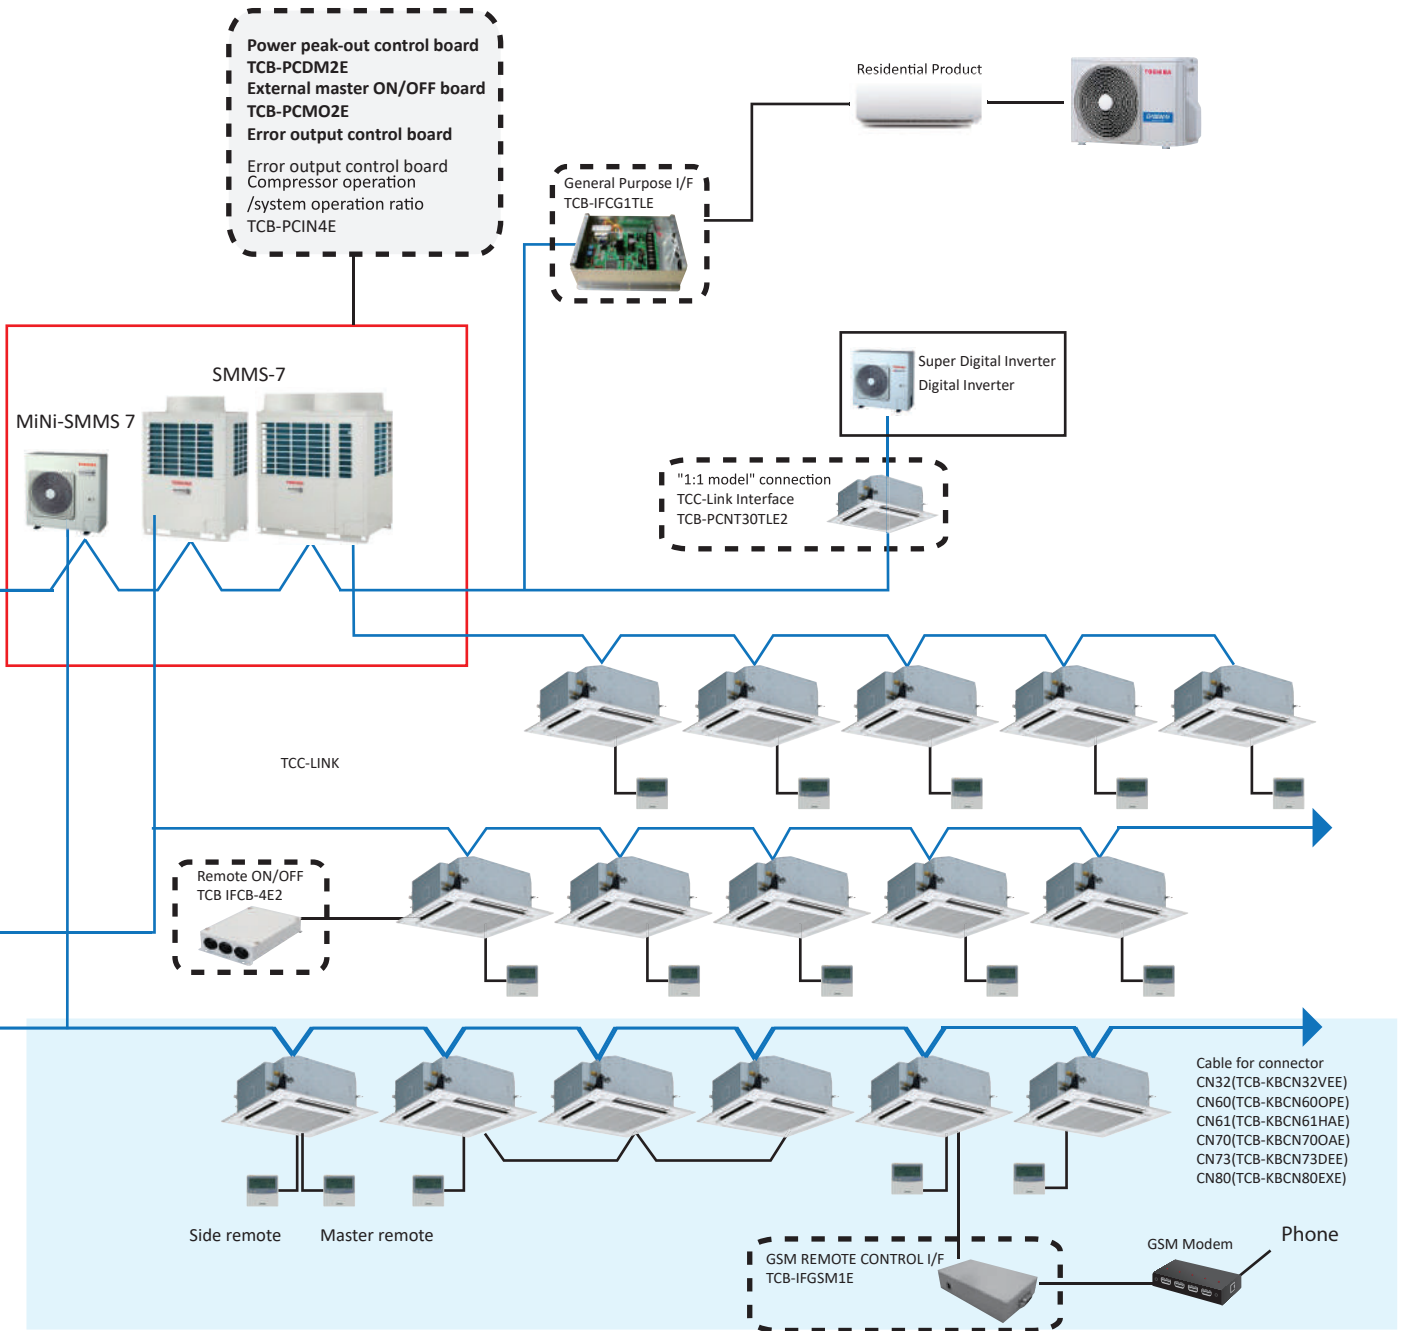 Power peak-out control board
TCB-PCDM2E
External master ON/OFF board
TCB-PCMO2E
Error output control board
Error output control board
Compressor operation
/system operation ratio
TCB-PCIN4E
Residential Product
TOSHIBA
General Purpose I/F
TCB-IFCG1TLE
SMMS-7
MiNi-SMMS 7
Super Digital Inverter
Digital Inverter
"1:1 model" connection
TCC-Link Interface
TCB-PCNT30TLE2
TCC-LINK
Remote ON/OFF
TCB IFCB-4E2
Cable for connector
CN32(TCB-KBCN32VEE)
CN60(TCB-KBCN60OPE)
CN61(TCB-KBCN61HAE)
CN70(TCB-KBCN70OAE)
CN73(TCB-KBCN73DEE)
CN80(TCB-KBCN80EXE)
Side remote
Master remote
GSM REMOTE CONTROL I/F
TCB-IFGSM1E
GSM Modem
Phone